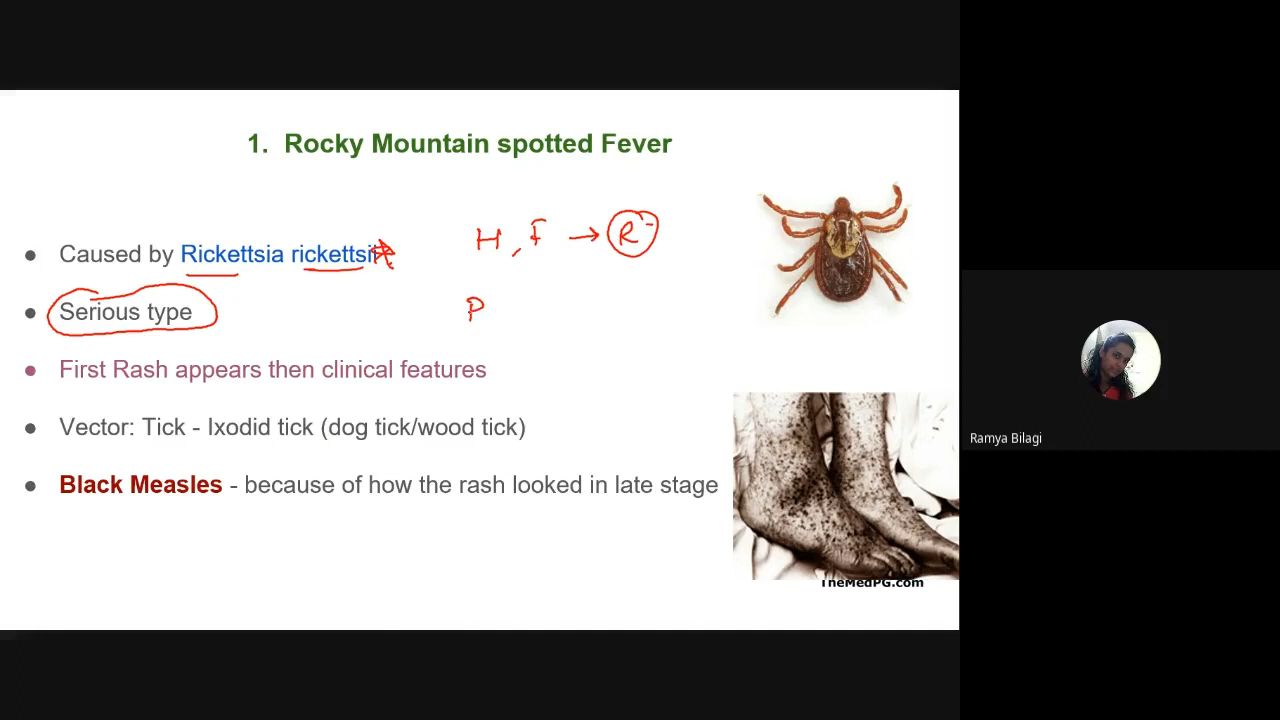 1. Rocky Mountain spotted Fever
H, F → R
● Caused by Rickettsia rickettsii
P
● Serious type
● First Rash appears then clinical features
● Vector: Tick - Ixodid tick (dog tick/wood tick)
● Black Measles - because of how the rash looked in late stage
TheMedPG.com
Ramya Bilagi